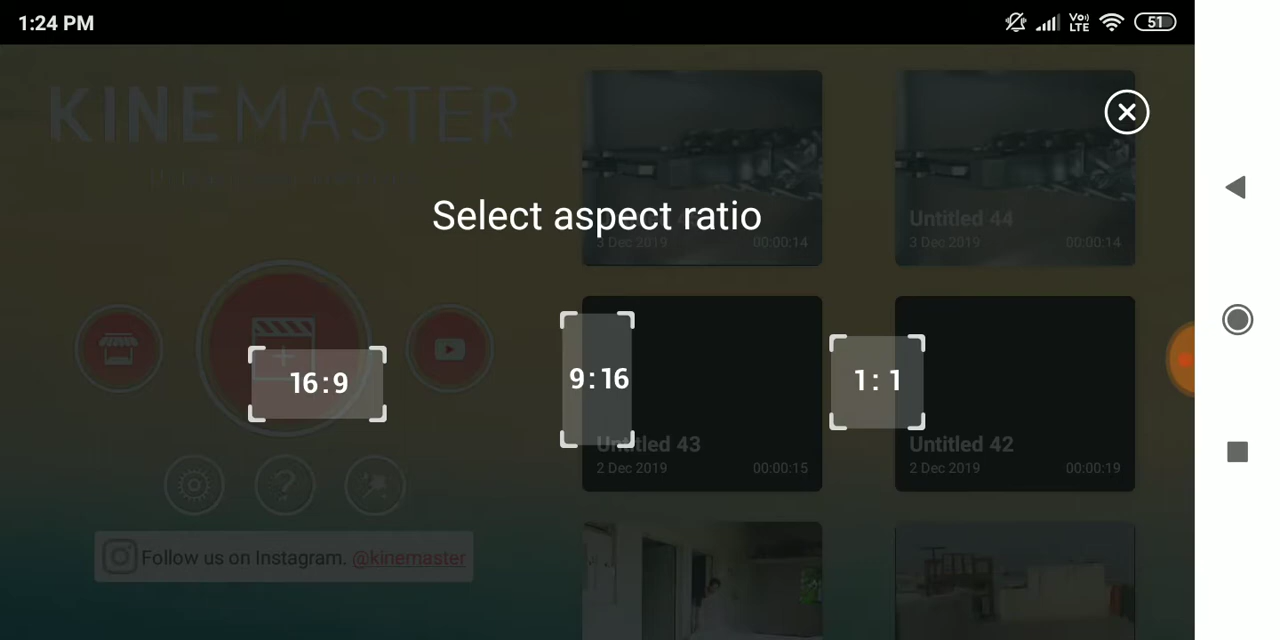 1:24 PM
Vo) LTE
51
KINEMASTER
Select aspect ratio
3 Dec 2019 00:00:14
Untitled 44
3 Dec 2019 00:00:14
16:9
9:16
1:1
Untitled 43
2 Dec 2019 00:00:15
Untitled 42
2 Dec 2019 00:00:19
Follow us on Instagram. @kinemaster